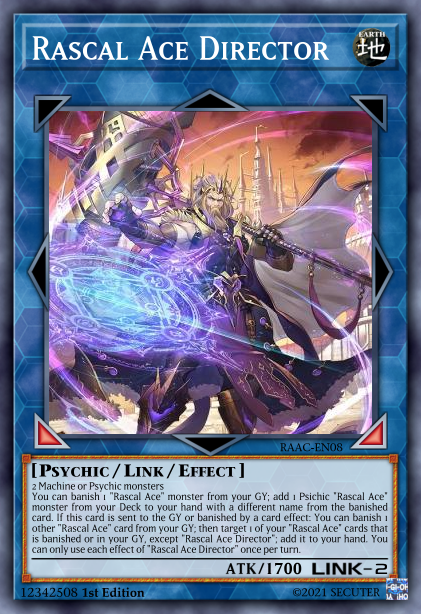 RASCAL ACE DIRECTOR
EARTH
地
RAAC-EN08
[PSYCHIC / LINK / EFFECT]
2 Machine or Psychic monsters
You can banish 1 "Rascal Ace" monster from your GY; add 1 Psichic "Rascal Ace"
monster from your Deck to your hand with a different name from the banished
card. If this card is sent to the GY or banished by a card effect: You can banish 1
other "Rascal Ace" card from your GY; then target 1 of your "Rascal Ace" cards that
is banished or in your GY, except "Rascal Ace Director"; add it to your hand. You
can only use each effect of "Rascal Ace Director" once per turn.
ATK/1700 LINK-2
12342508 1st Edition ©2021 SECUTER